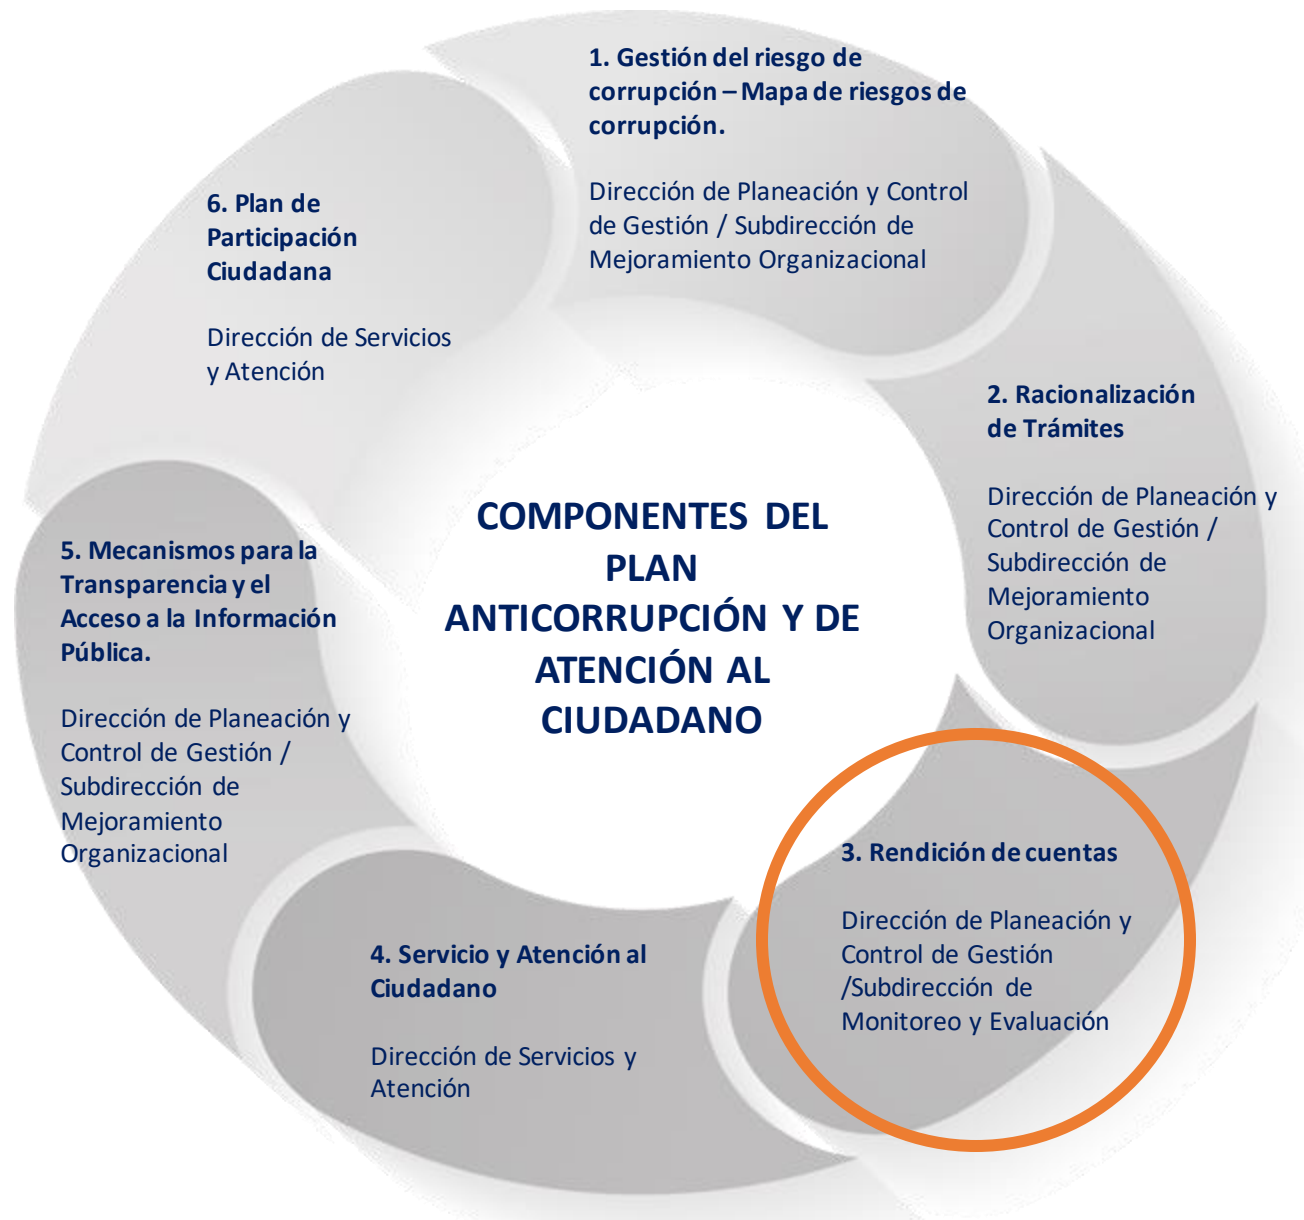 1. Gestión del riesgo de
corrupción – Mapa de riesgos de
corrupción.
Dirección de Planeación y Control
de Gestión / Subdirección de
Mejoramiento Organizacional
2. Racionalización
de Trámites
Dirección de Planeación y
Control de Gestión /
Subdirección de
Mejoramiento
Organizacional
3. Rendición de cuentas
Dirección de Planeación y
Control de Gestión
/Subdirección de
Monitoreo y Evaluación
4. Servicio y Atención al
Ciudadano
Dirección de Servicios y
Atención
5. Mecanismos para la
Transparencia y el
Acceso a la Información
Pública.
Dirección de Planeación y
Control de Gestión /
Subdirección de
Mejoramiento
Organizacional
6. Plan de
Participación
Ciudadana
Dirección de Servicios
y Atención
COMPONENTES DEL
PLAN
ANTICORRUPCIÓN Y DE
ATENCIÓN AL
CIUDADANO